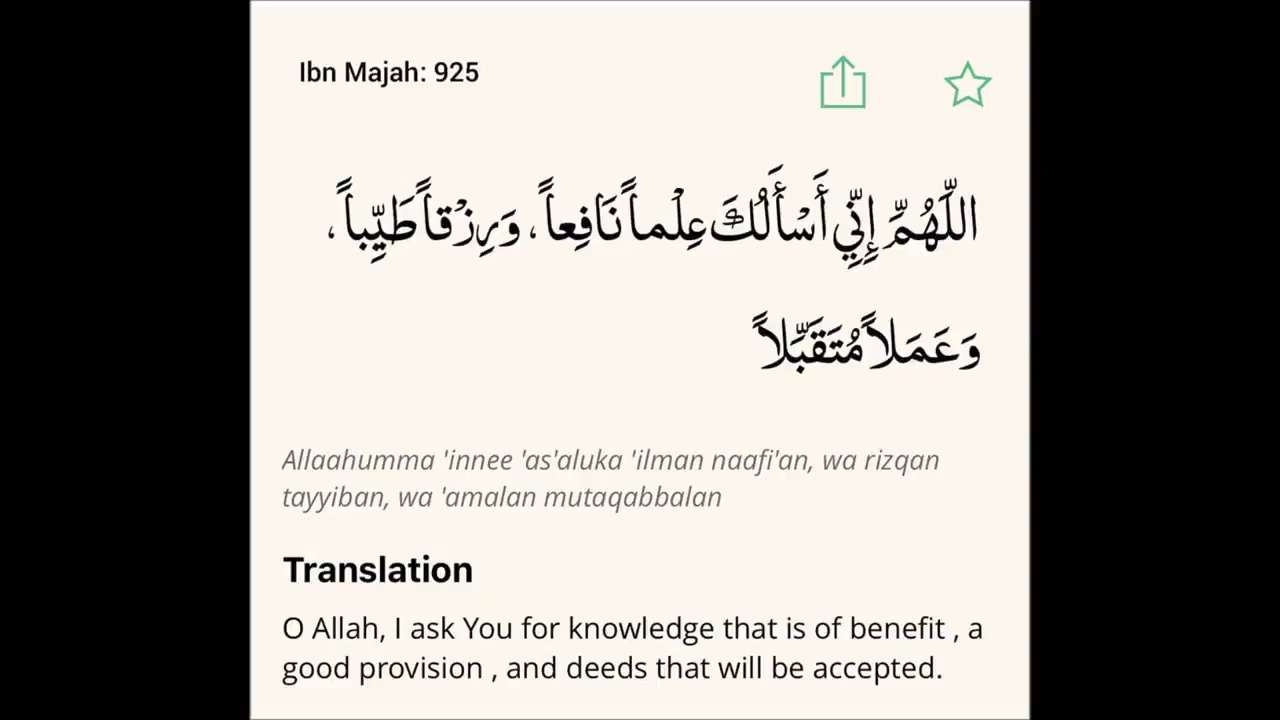 Ibn Majah: 925
اللَّهُمَّ إِنِّي أَسْأَلُكَ عِلْماً نَافِعاً، وَرِزْقاً طَيِّباً،
وَعَمَلاً مُتَقَبَّلاً
Allaahumma 'innee 'as'aluka 'ilman naafi'an, wa rizqan
tayyiban, wa 'amalan mutaqabbalan
Translation
O Allah, I ask You for knowledge that is of benefit , a
good provision , and deeds that will be accepted.